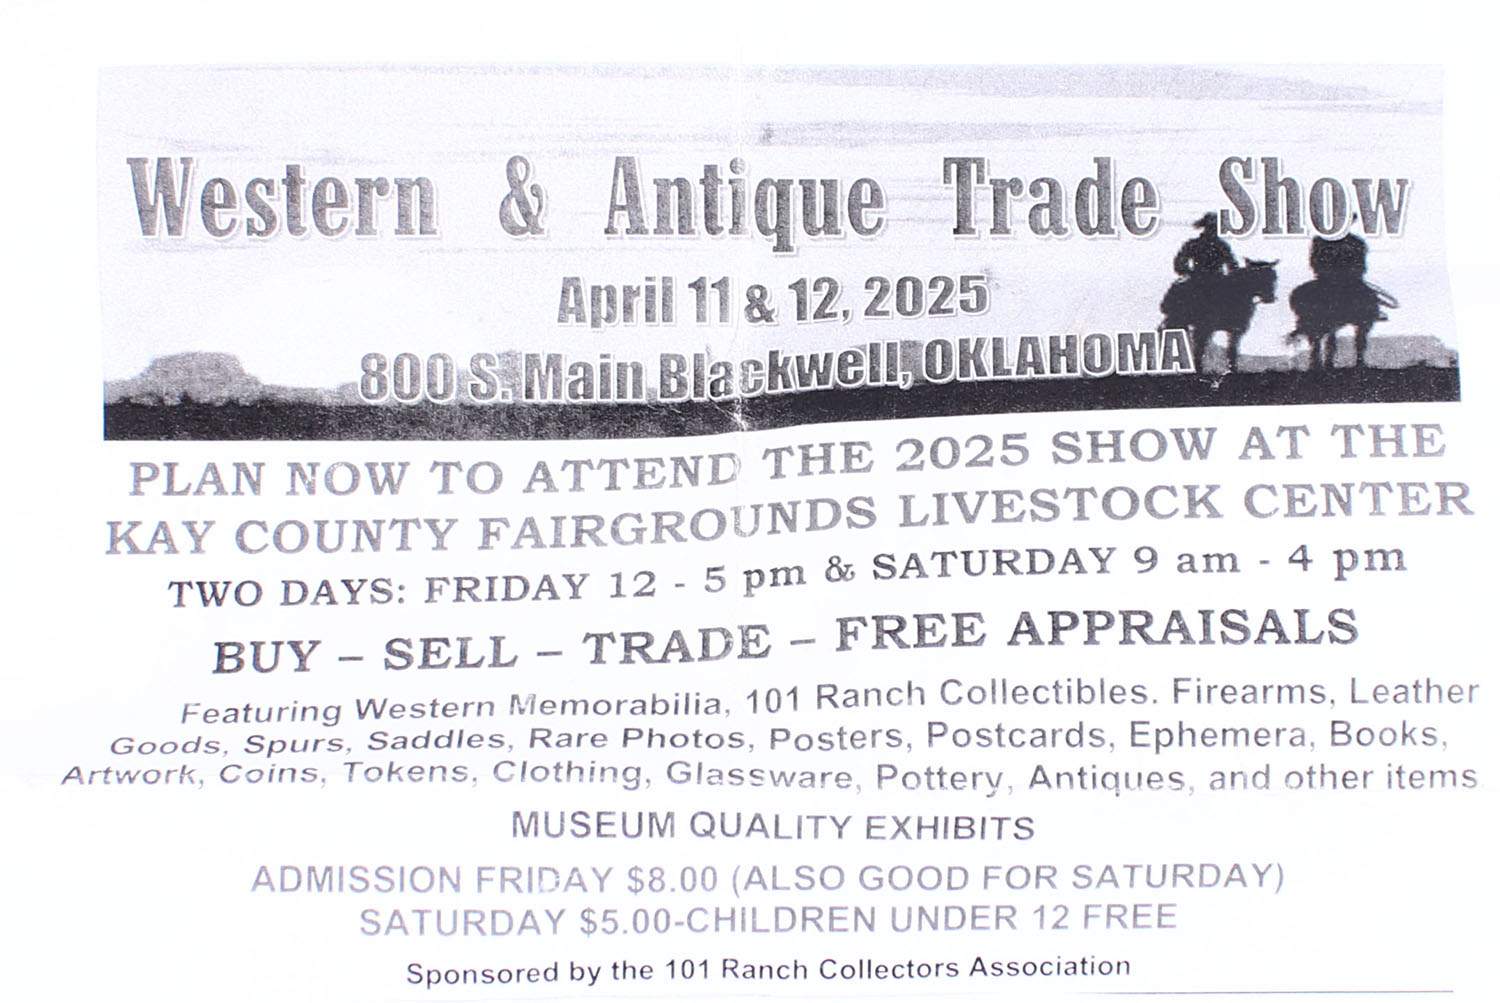 Western & Antique Trade Show
April 11 & 12, 2025
800 S. Main Blackwell, OKLAHOMA
PLAN NOW TO ATTEND THE 2025 SHOW AT THE
KAY COUNTY FAIRGROUNDS LIVESTOCK CENTER
TWO DAYS: FRIDAY 12 - 5 pm & SATURDAY 9 am - 4 pm
BUY – SELL – TRADE – FREE APPRAISALS
Featuring Western Memorabilia, 101 Ranch Collectibles. Firearms, Leather
Goods, Spurs, Saddles, Rare Photos, Posters, Postcards, Ephemera, Books,
Artwork, Coins, Tokens, Clothing, Glassware, Pottery, Antiques, and other items
MUSEUM QUALITY EXHIBITS
ADMISSION FRIDAY $8.00 (ALSO GOOD FOR SATURDAY)
SATURDAY $5.00-CHILDREN UNDER 12 FREE
Sponsored by the 101 Ranch Collectors Association